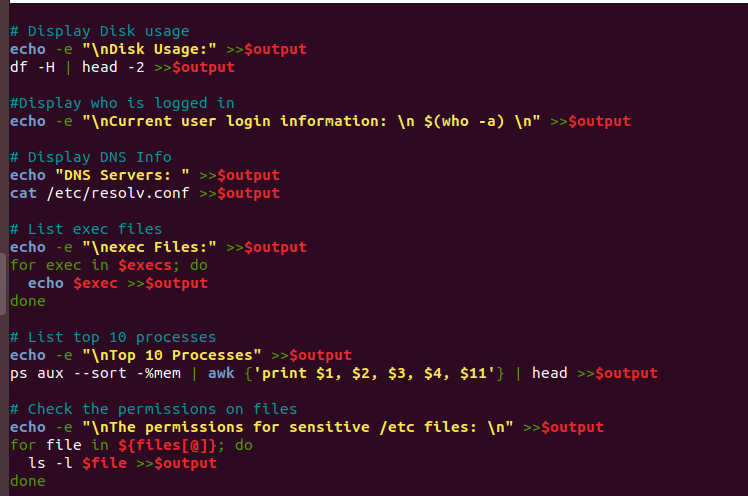 # Display Disk usage
echo -e "\nDisk Usage:" >>$output
df -H | head -2 >>$output
#Display who is logged in
echo -e "\nCurrent user login information: \n $(who -a) \n" >>$output
# Display DNS Info
echo "DNS Servers: " >>$output
cat /etc/resolv.conf >>$output
# List exec files
echo -e "\nexec Files:" >>$output
for exec in $execs; do
  echo $exec >>$output
done
# List top 10 processes
echo -e "\nTop 10 Processes" >>$output
ps aux --sort -%mem | awk {'print $1, $2, $3, $4, $11'} | head >>$output
# Check the permissions on files
echo -e "\nThe permissions for sensitive /etc files: \n" >>$output
for file in ${files[@]}; do
  ls -l $file >>$output
done